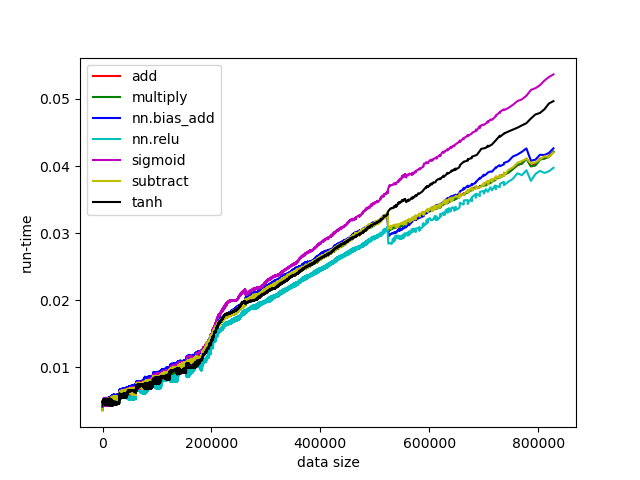 add
multiply
nn.bias_add
nn.relu
sigmoid
subtract
tanh
0.05
0.04
0.03
0.02
0.01
run-time
0 200000 400000 600000 800000
data size